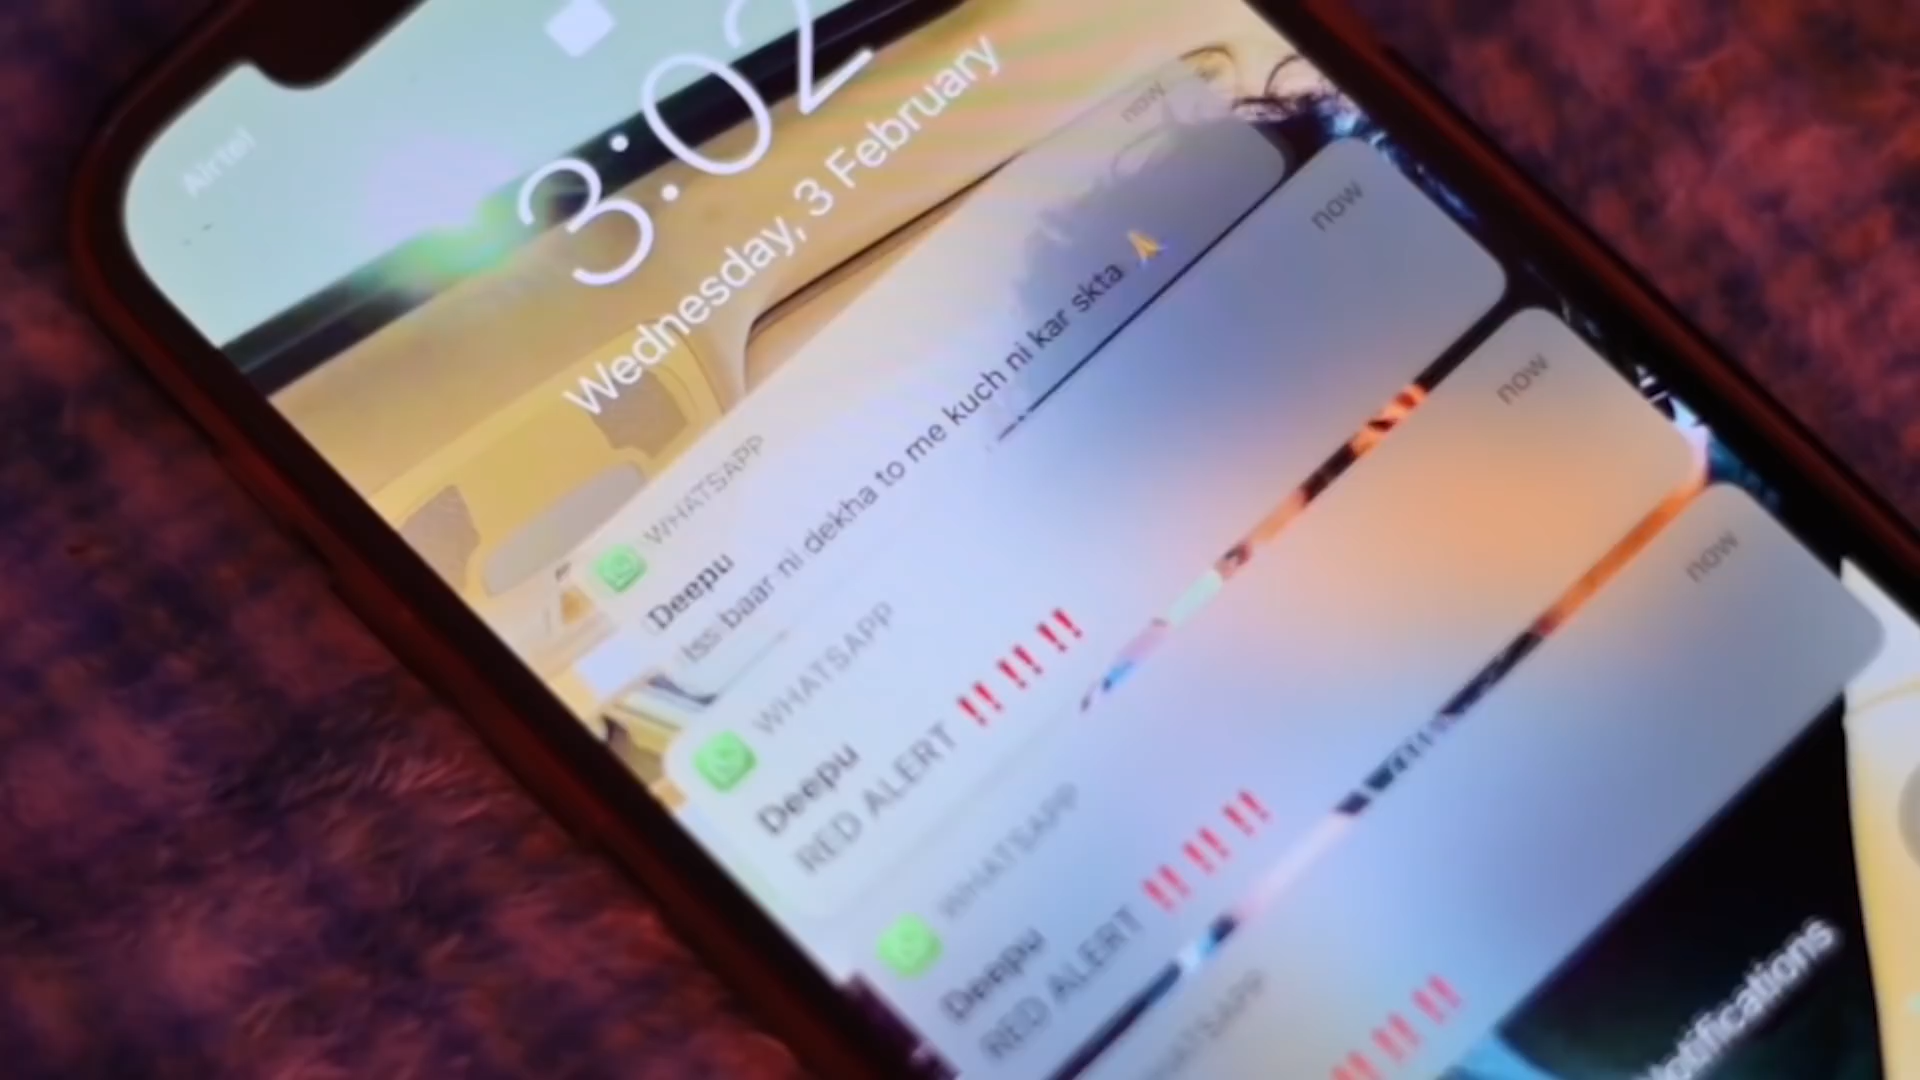 Airtel
3:02
Wednesday, 3 February
WHATSAPP now
Deepu
Iss baar ni dekha to me kuch ni kar skta 🙏
WHATSAPP now
Deepu
RED ALERT ‼️ ‼️ ‼️
WHATSAPP now
Deepu
RED ALERT ‼️ ‼️ ‼️
WHATSAPP now
‼️ ‼️ ‼️
Notifications